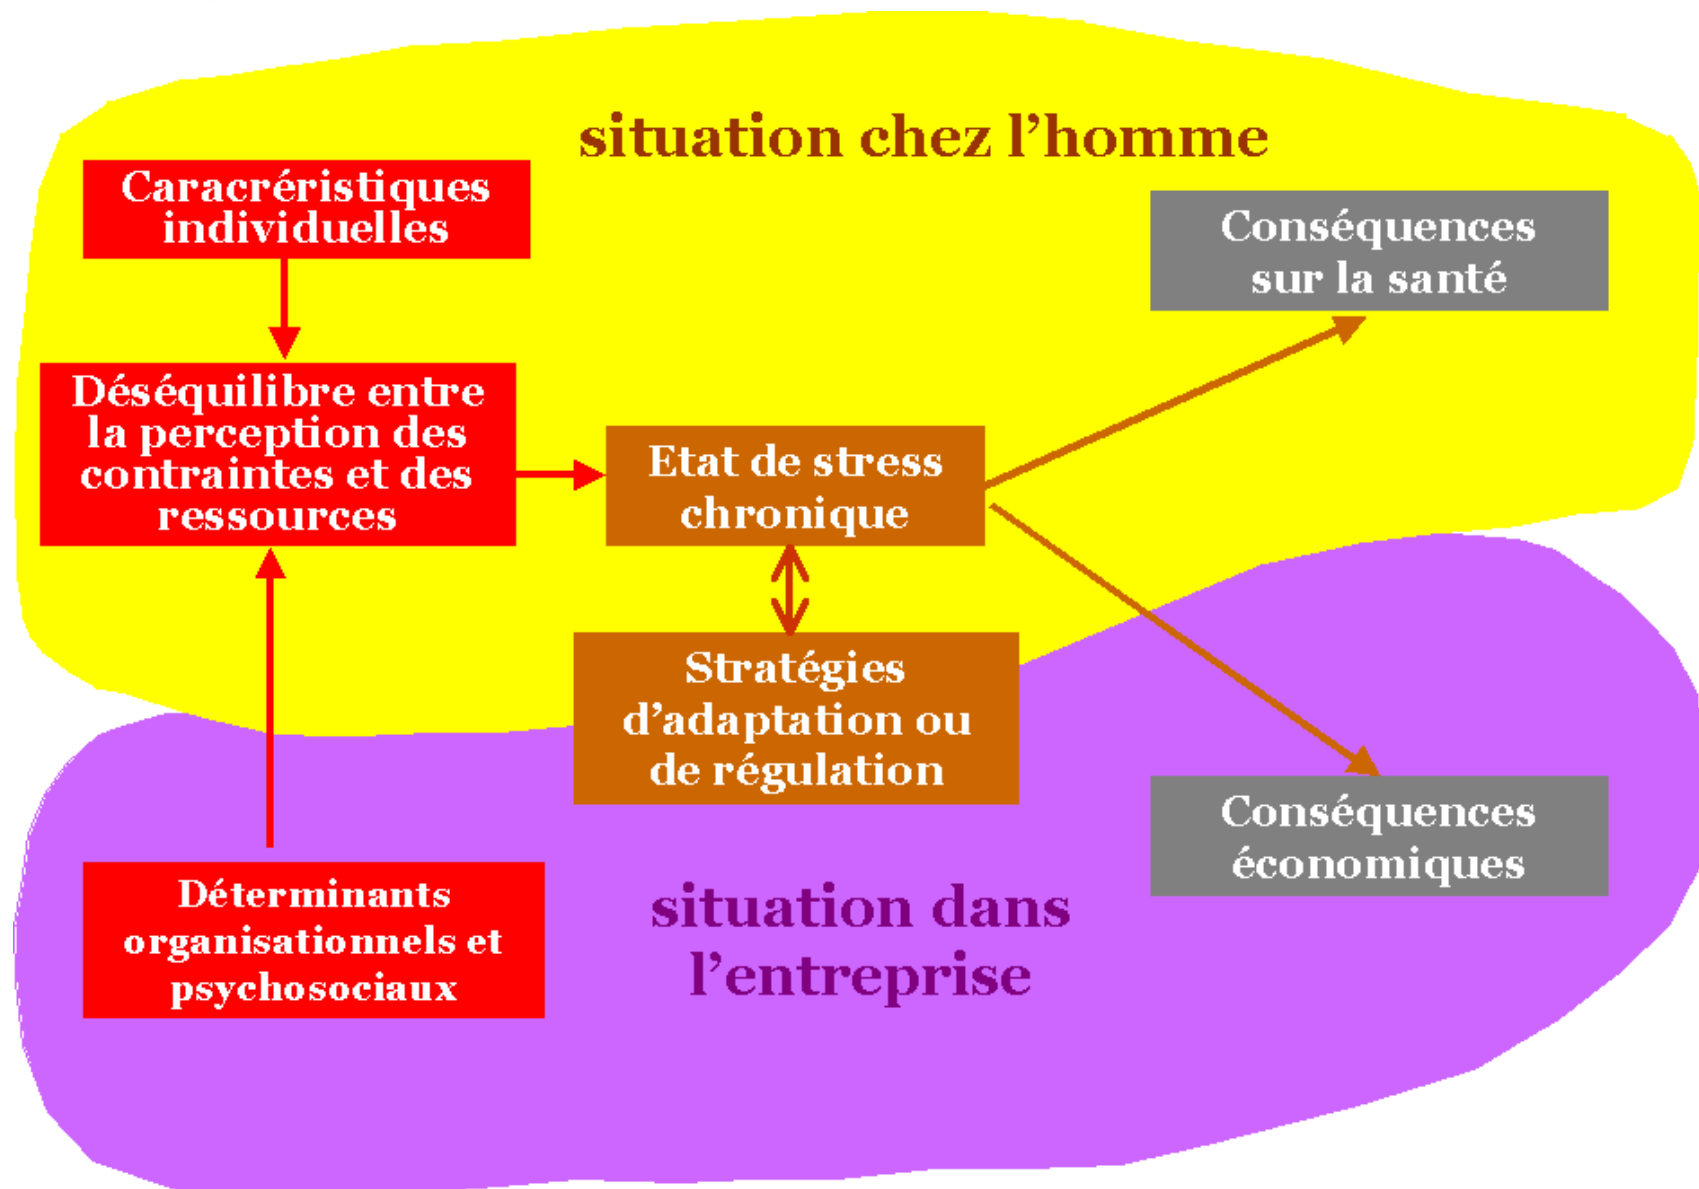 situation chez l’homme
Caracréristiques
individuelles
Conséquences
sur la santé
Déséquilibre entre
la perception des
contraintes et des
ressources
Etat de stress
chronique
Stratégies
d’adaptation ou
de régulation
Conséquences
économiques
Déterminants
organisationnels et
psychosociaux
situation dans
l’entreprise